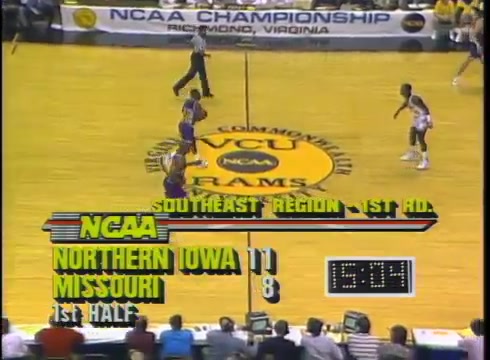 NCAA CHAMPIONSHIP
RICHMOND, VIRGINIA
COMMONWEALTH
VCU
NCAA
RAMS
SOUTHEAST REGION - 1ST RD.
NCAA
NORTHERN IOWA 11
MISSOURI 8
1st HALF
15:04